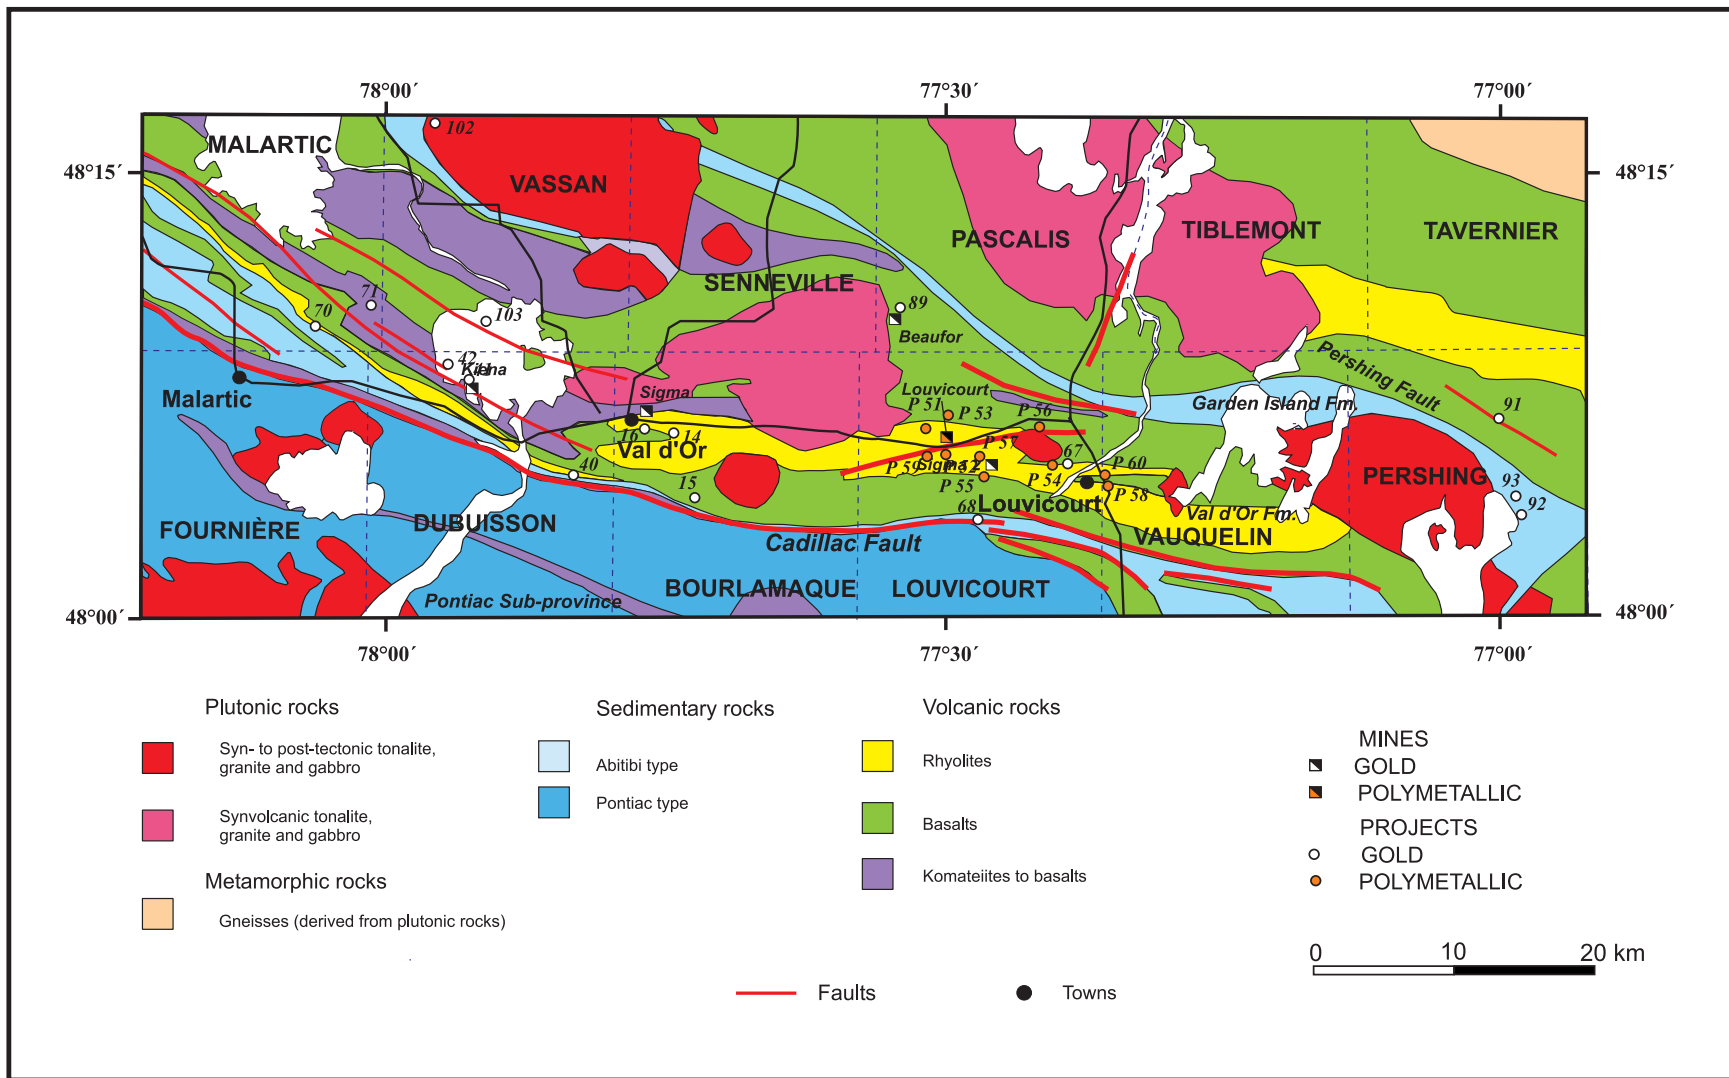 78°00´ 77°30´ 77°00´
102
MALARTIC
48°15´ 48°15´
VASSAN
PASCALIS TIBLEMONT TAVERNIER
SENNEVILLE
71
70
103
89
Beaufor
Pershing Fault
42
Kiena
Malartic
Sigma
Louvicourt
Garden Island Fm.
91
P 51 P 53 P 56
16 14
Val d'Or
P 57
67
40
P 59 Sigma 2
P 60
P 54
PERSHING
15
P 55
P 58
93
92
Louvicourt
68
Val d'Or Fm.
FOURNIÈRE DUBUISSON
VAUQUELIN
Cadillac Fault
BOURLAMAQUE LOUVICOURT
Pontiac Sub-province
48°00´ 48°00´
78°00´ 77°30´ 77°00´
Plutonic rocks
Syn- to post-tectonic tonalite,
granite and gabbro
Synvolcanic tonalite,
granite and gabbro
Metamorphic rocks
Gneisses (derived from plutonic rocks)
Sedimentary rocks
Abitibi type
Pontiac type
Volcanic rocks
Rhyolites
Basalts
Komateiites to basalts
MINES
GOLD
POLYMETALLIC
PROJECTS
GOLD
POLYMETALLIC
0 10 20 km
Faults
Towns